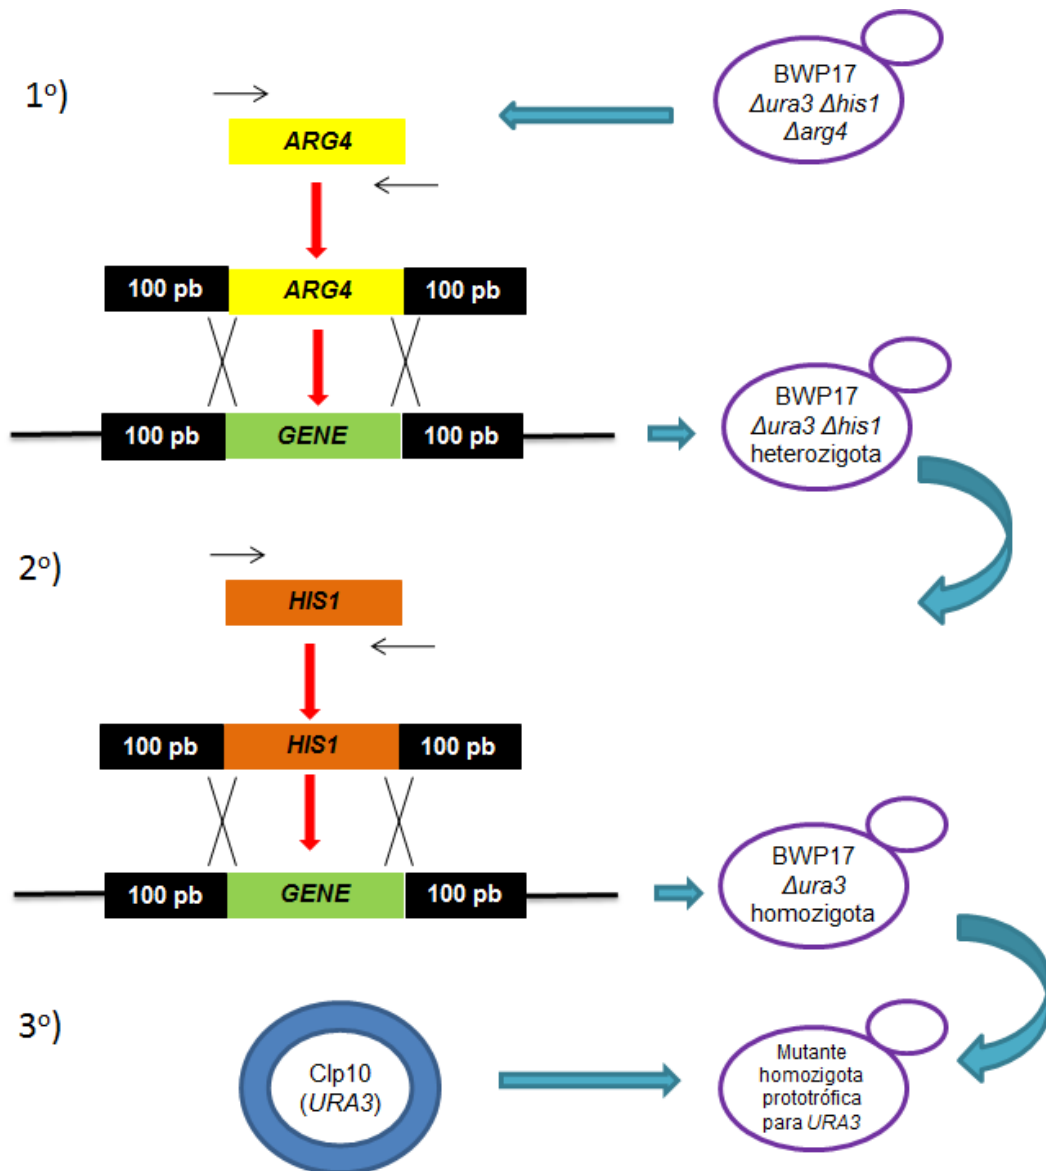 1º)
ARG4
BWP17
Δura3 Δhis1
Δarg4
100 pb
ARG4
100 pb
100 pb
GENE
100 pb
BWP17
Δura3 Δhis1
heterozigota
2º)
HIS1
100 pb
HIS1
100 pb
100 pb
GENE
100 pb
BWP17
Δura3
homozigota
3º)
Clp10
(URA3)
Mutante
homozigota
prototrófica
para URA3